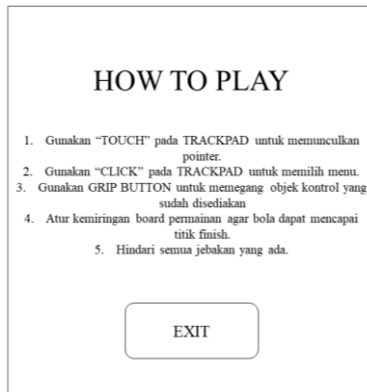 HOW TO PLAY
1. Gunakan “TOUCH” pada TRACKPAD untuk memunculkan
pointer.
2. Gunakan “CLICK” pada TRACKPAD untuk memilih menu.
3. Gunakan GRIP BUTTON untuk memegang objek kontrol yang
sudah disediakan
4. Atur kemiringan board permainan agar bola dapat mencapai
titik finish.
5. Hindari semua jebakan yang ada.
EXIT